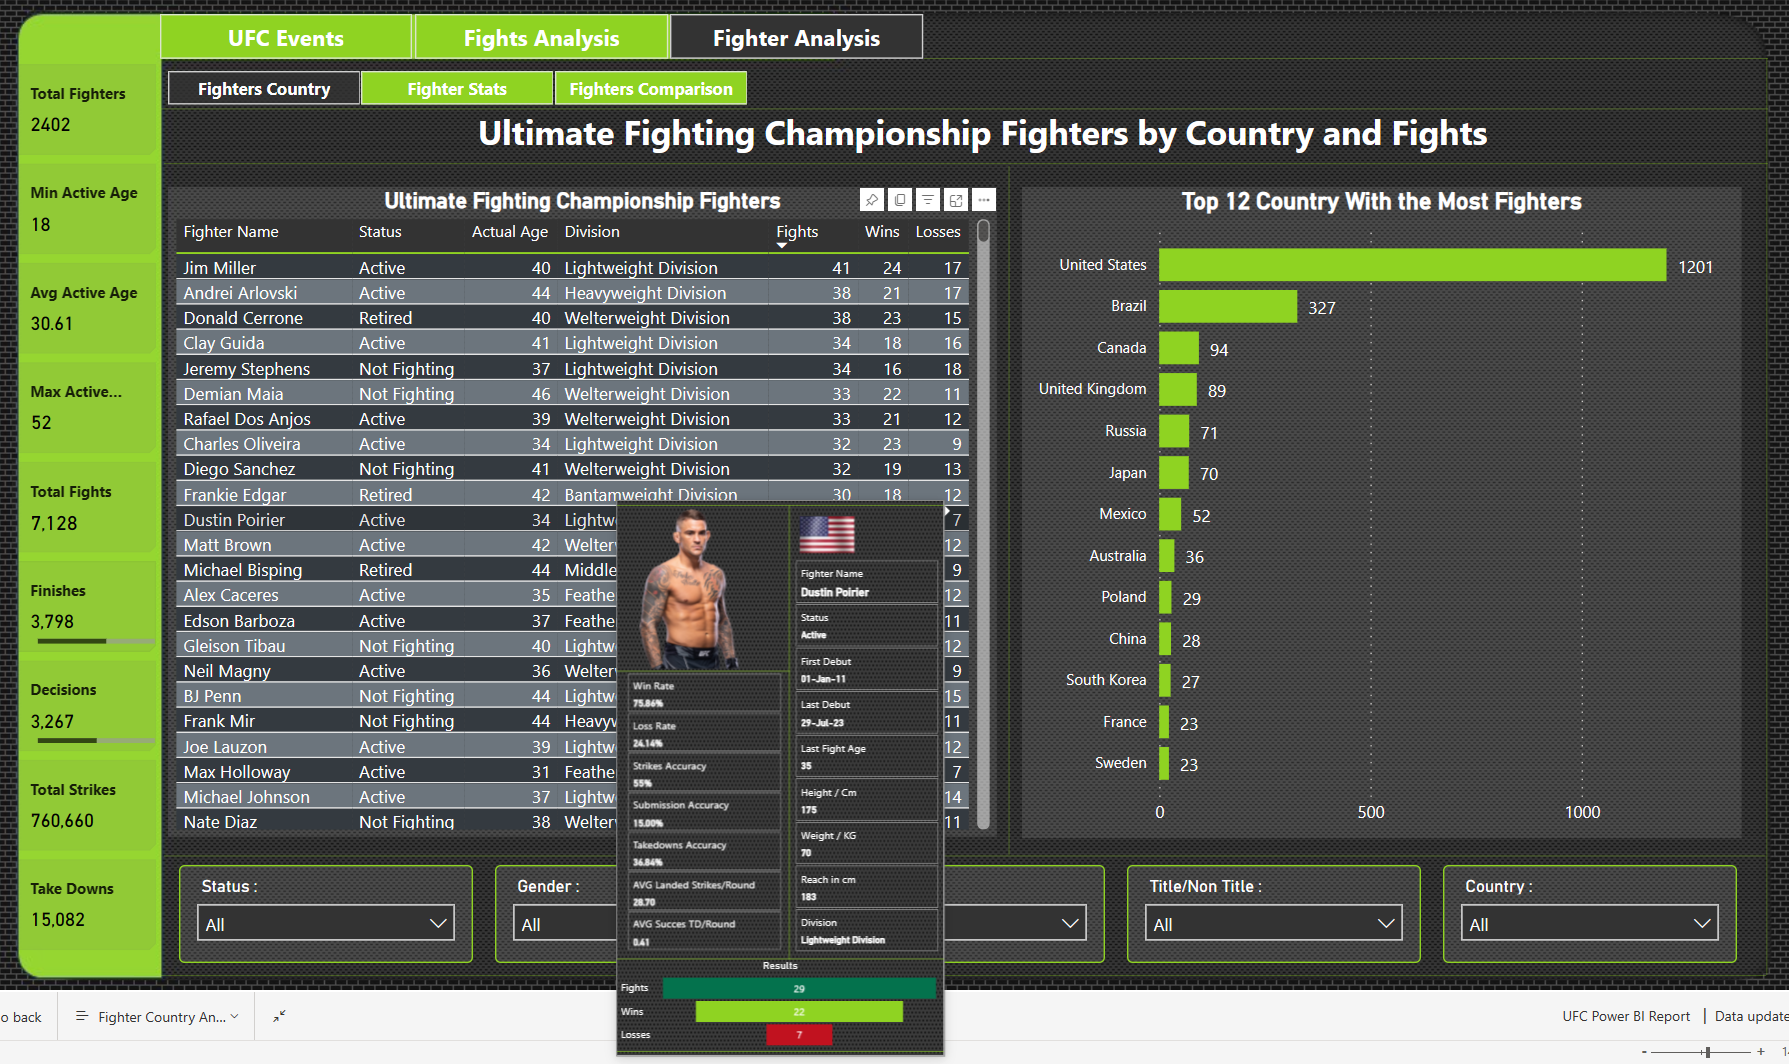 UFC Events
Fights Analysis
Fighter Analysis
Fighters Country
Fighter Stats
Fighters Comparison
Ultimate Fighting Championship Fighters by Country and Fights
Total Fighters
2402
Min Active Age
18
Avg Active Age
30.61
Max Active...
52
Total Fights
7,128
Finishes
3,798
Decisions
3,267
Total Strikes
760,660
Take Downs
15,082
Ultimate Fighting Championship Fighters
Fighter Name Status Actual Age Division Fights Wins Losses
Jim Miller Active 40 Lightweight Division 41 24 17
Andrei Arlovski Active 44 Heavyweight Division 38 21 17
Donald Cerrone Retired 40 Welterweight Division 38 23 15
Clay Guida Active 41 Lightweight Division 34 18 16
Jeremy Stephens Not Fighting 37 Lightweight Division 34 16 18
Demian Maia Not Fighting 46 Welterweight Division 33 22 11
Rafael Dos Anjos Active 39 Welterweight Division 33 21 12
Charles Oliveira Active 34 Lightweight Division 32 23 9
Diego Sanchez Not Fighting 41 Welterweight Division 32 19 13
Frankie Edgar Retired 42 Bantamweight Division 30 18 12
Dustin Poirier Active 34 Lightw 7
Matt Brown Active 42 Welter 12
Michael Bisping Retired 44 Middle 9
Alex Caceres Active 35 Feathe 12
Edson Barboza Active 37 Feathe 11
Gleison Tibau Not Fighting 40 Lightw 12
Neil Magny Active 36 Welter 9
BJ Penn Not Fighting 44 Lightw 15
Frank Mir Not Fighting 44 Heavyw 11
Joe Lauzon Active 39 Lightw 12
Max Holloway Active 31 Feathe 7
Michael Johnson Active 37 Lightw 14
Nate Diaz Not Fighting 38 Welter 11
Fighter Name
Dustin Poirier
Status
Active
First Debut
01-Jan-11
Last Debut
29-Jul-23
Last Fight Age
35
Height / Cm
175
Weight / KG
70
Reach in cm
183
Division
Lightweight Division
Win Rate
75.86%
Loss Rate
24.14%
Strikes Accuracy
55%
Submission Accuracy
15.00%
Takedowns Accuracy
36.84%
AVG Landed Strikes/Round
28.70
AVG Succes TD/Round
0.41
Results
Fights 29
Wins 22
Losses 7
Top 12 Country With the Most Fighters
United States 1201
Brazil 327
Canada 94
United Kingdom 89
Russia 71
Japan 70
Mexico 52
Australia 36
Poland 29
China 28
South Korea 27
France 23
Sweden 23
0 500 1000
Status :
All
Gender :
All
Title/Non Title :
All
Country :
All
o back
Fighter Country An...
UFC Power BI Report | Data update
- +